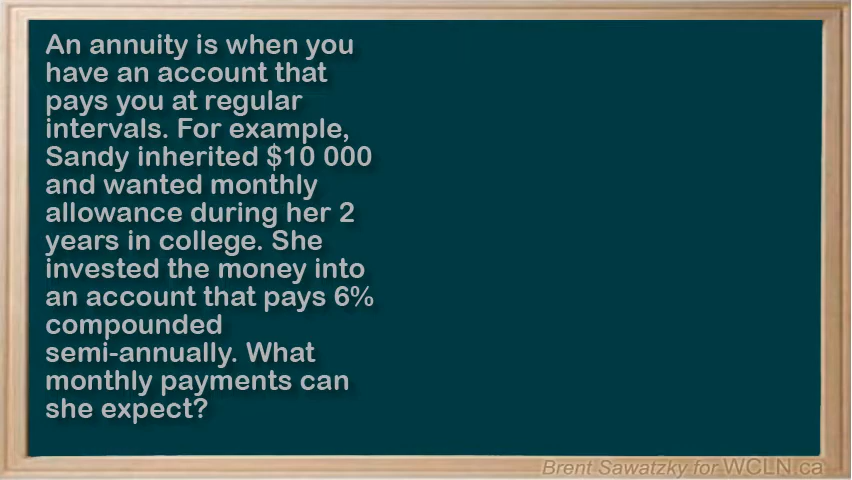 An annuity is when you
have an account that
pays you at regular
intervals. For example,
Sandy inherited $10 000
and wanted monthly
allowance during her 2
years in college. She
invested the money into
an account that pays 6%
compounded
semi-annually. What
monthly payments can
she expect?
Brent Sawatzky for WCLN.ca